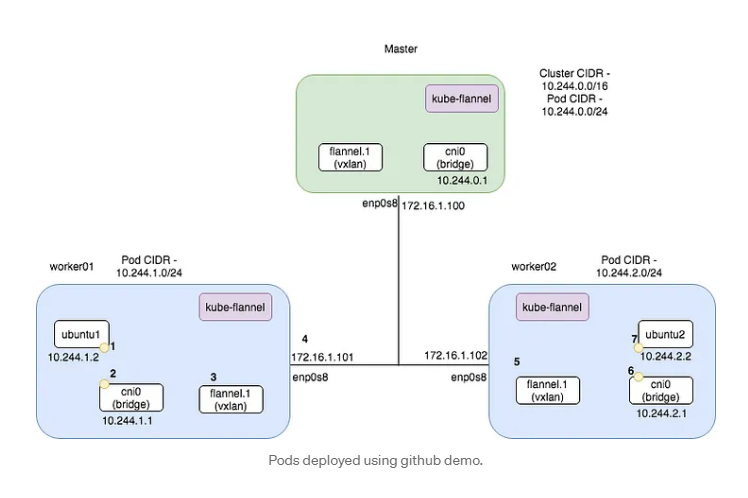 Master
Cluster CIDR -
10.244.0.0/16
Pod CIDR -
10.244.0.0/24
kube-flannel
flannel.1
(vxlan)
cni0
(bridge)
10.244.0.1
enp0s8
172.16.1.100
worker01
Pod CIDR -
10.244.1.0/24
kube-flannel
ubuntu1
1
10.244.1.2
2
cni0
(bridge)
10.244.1.1
3
flannel.1
(vxlan)
4
172.16.1.101
enp0s8
worker02
Pod CIDR -
10.244.2.0/24
172.16.1.102
enp0s8
kube-flannel
5
flannel.1
(vxlan)
7
ubuntu2
10.244.2.2
6
cni0
(bridge)
10.244.2.1
Pods deployed using github demo.